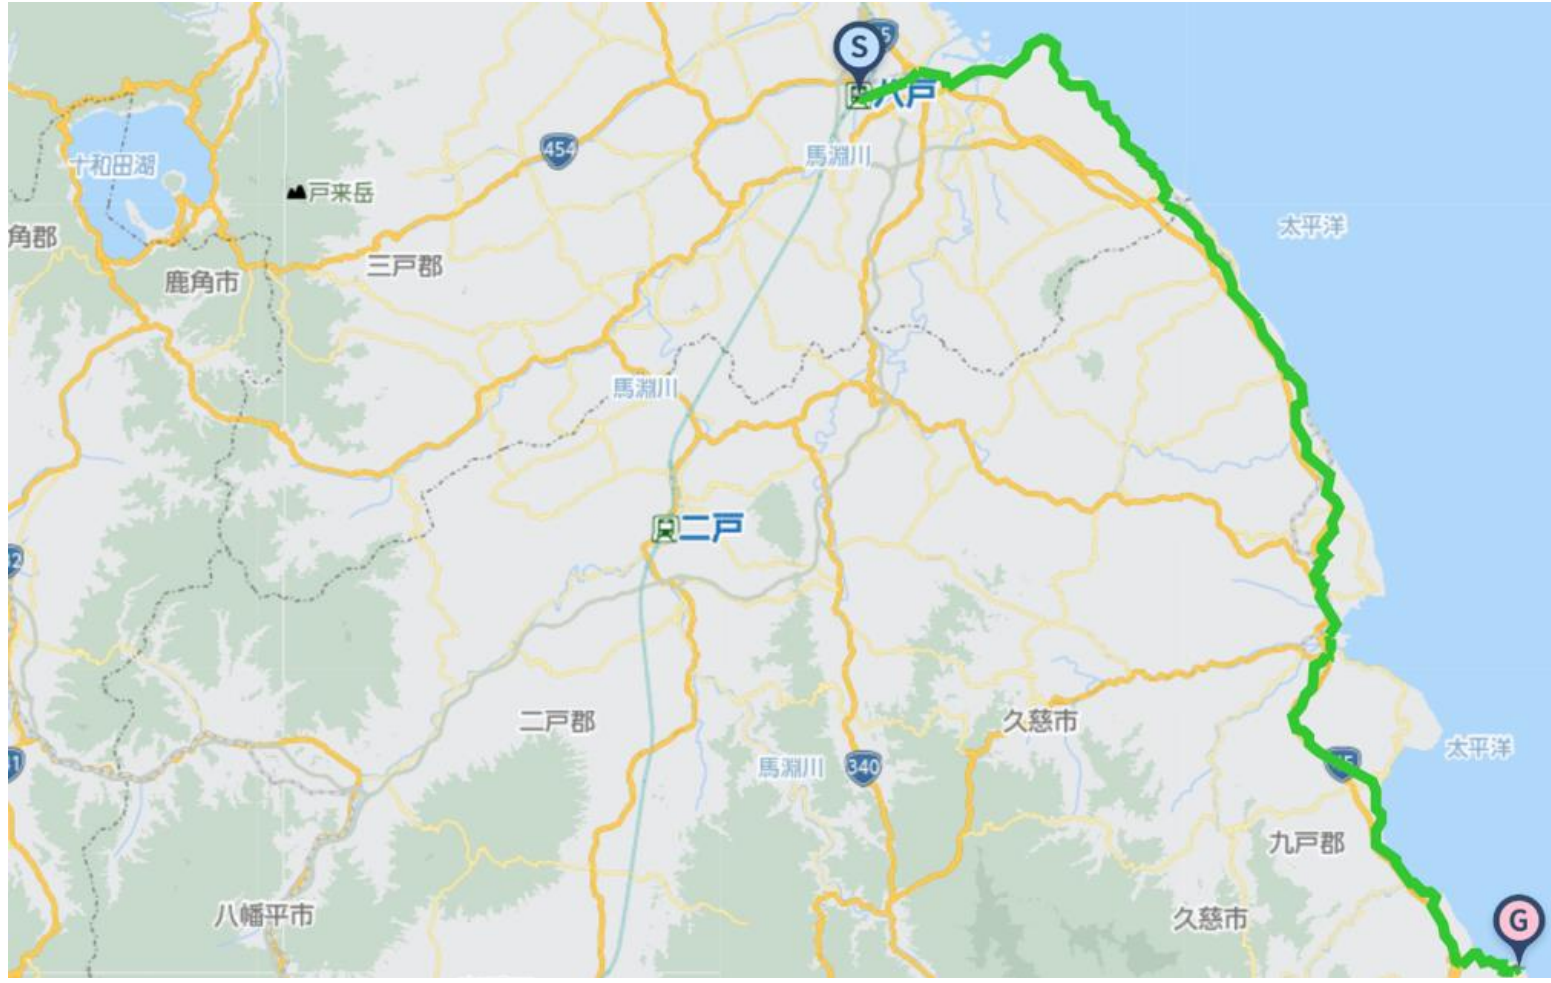 S
八戸
454
馬淵川
十和田湖
戸来岳
太平洋
角郡
三戸郡
鹿角市
馬淵川
二戸
二戸郡
久慈市
太平洋
馬淵川
340
九戸郡
八幡平市
久慈市
G